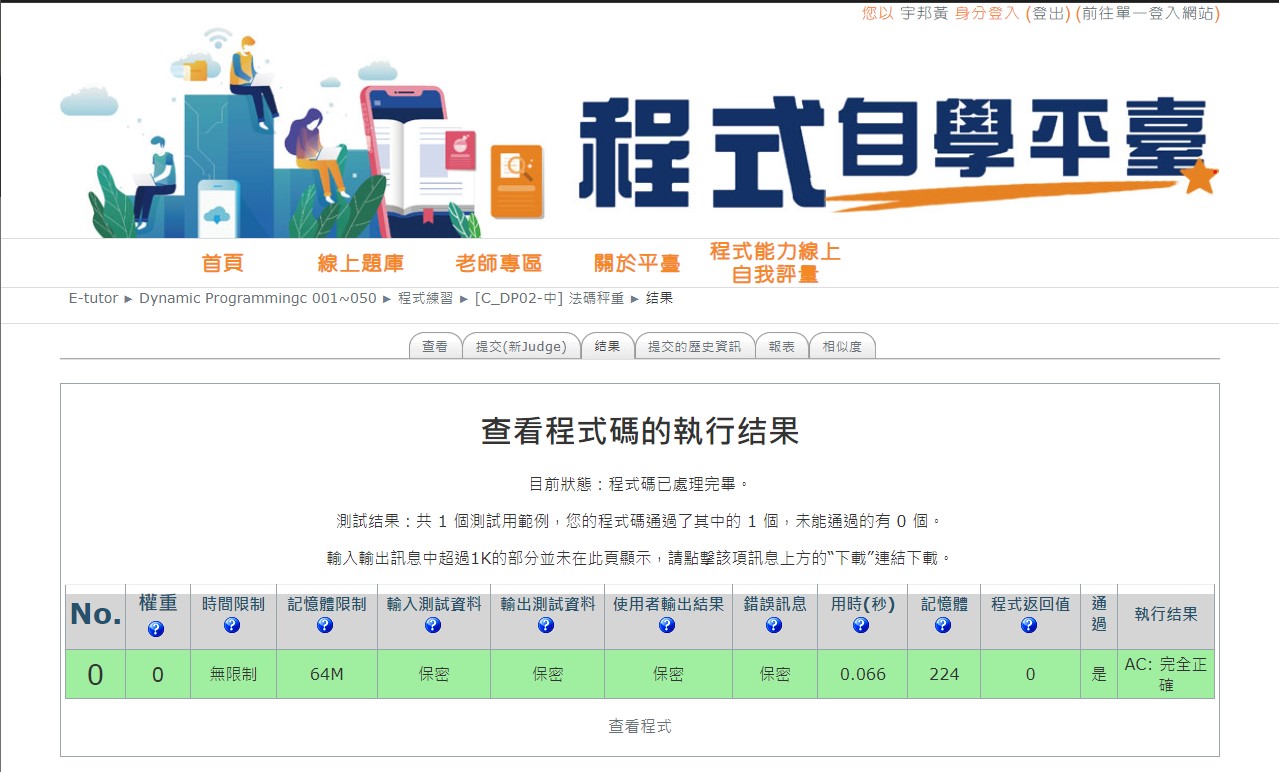 您以 宇邦黃 身分登入 (登出) (前往單一登入網站)
程式自學平臺
首頁 線上題庫 老師專區 關於平臺 程式能力線上自我評量
E-tutor ► Dynamic Programmingc 001~050 ► 程式練習 ► [C_DP02-中] 法碼秤重 ► 结果
查看 提交(新Judge) 结果 提交的歷史資訊 報表 相似度
查看程式碼的執行结果
目前狀態：程式碼已處理完畢。
測試结果：共 1 個測試用範例，您的程式碼通過了其中的 1 個，未能通過的有 0 個。
輸入輸出訊息中超過1K的部分並未在此頁顯示，請點擊該項訊息上方的“下載”連結下載。
No. 權重 時間限制 記憶體限制 輸入測試資料 輸出測試資料 使用者輸出結果 錯誤訊息 用時(秒) 記憶體 程式返回值 通過 執行结果
0 0 無限制 64M 保密 保密 保密 保密 0.066 224 0 是 AC: 完全正確
查看程式